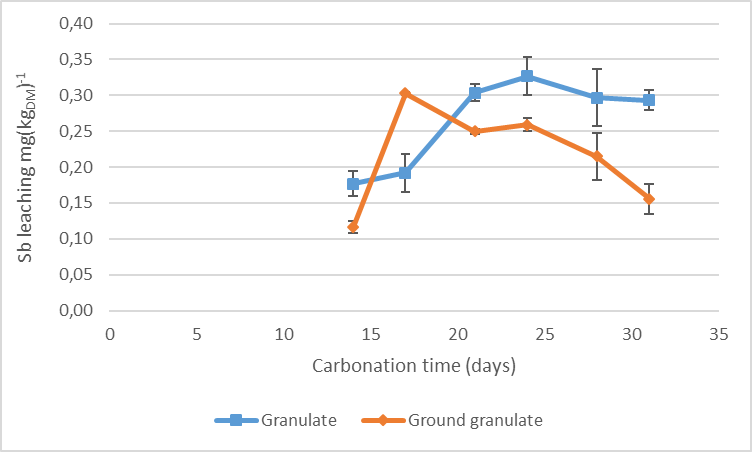 0,40
0,35
0,30
0,25
0,20
0,15
0,10
0,05
0,00
Sb leaching mg(kgDM)-1
0 5 10 15 20 25 30 35
Carbonation time (days)
Granulate Ground granulate